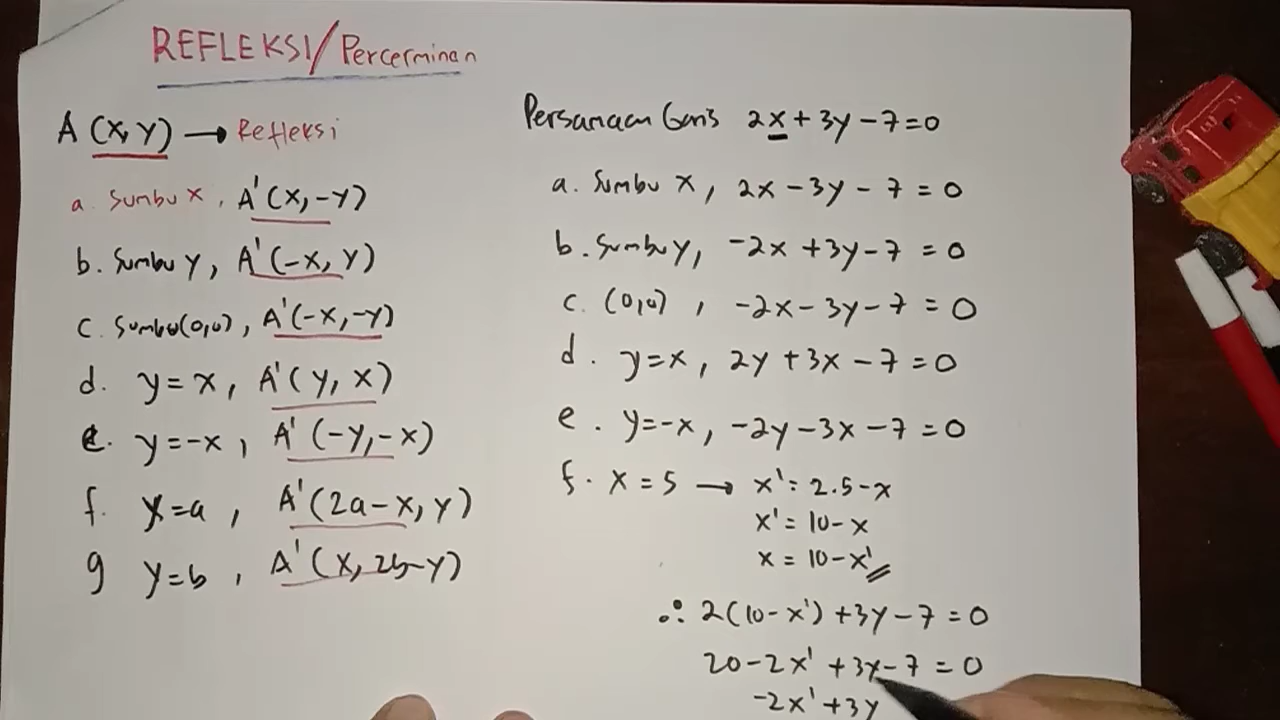 REFLEKSI/Percerminan
A (X,Y) → Refleksi
a. Sumbu X, A'(X,-Y)
b. Sumbu Y, A'(-X, Y)
c. Sumbu(0,0), A'(-X,-Y)
d. y=x, A'(Y, X)
e. y=-x, A'(-Y,-X)
f. X=a, A'(2a-X, Y)
g y=b, A'(X, 2b-Y)
Persamaan Garis 2x+3y-7=0
a. Sumbu X, 2x-3y-7=0
b. Sumbu Y, -2x+3y-7=0
c. (0,0), -2x-3y-7=0
d. y=x, 2y+3x-7=0
e. y=-x, -2y-3x-7=0
f. X=5 → x'=2.5-x
x'=10-x
x=10-x'
∴ 2(10-x')+3y-7=0
20-2x'+3y-7=0
-2x'+3y